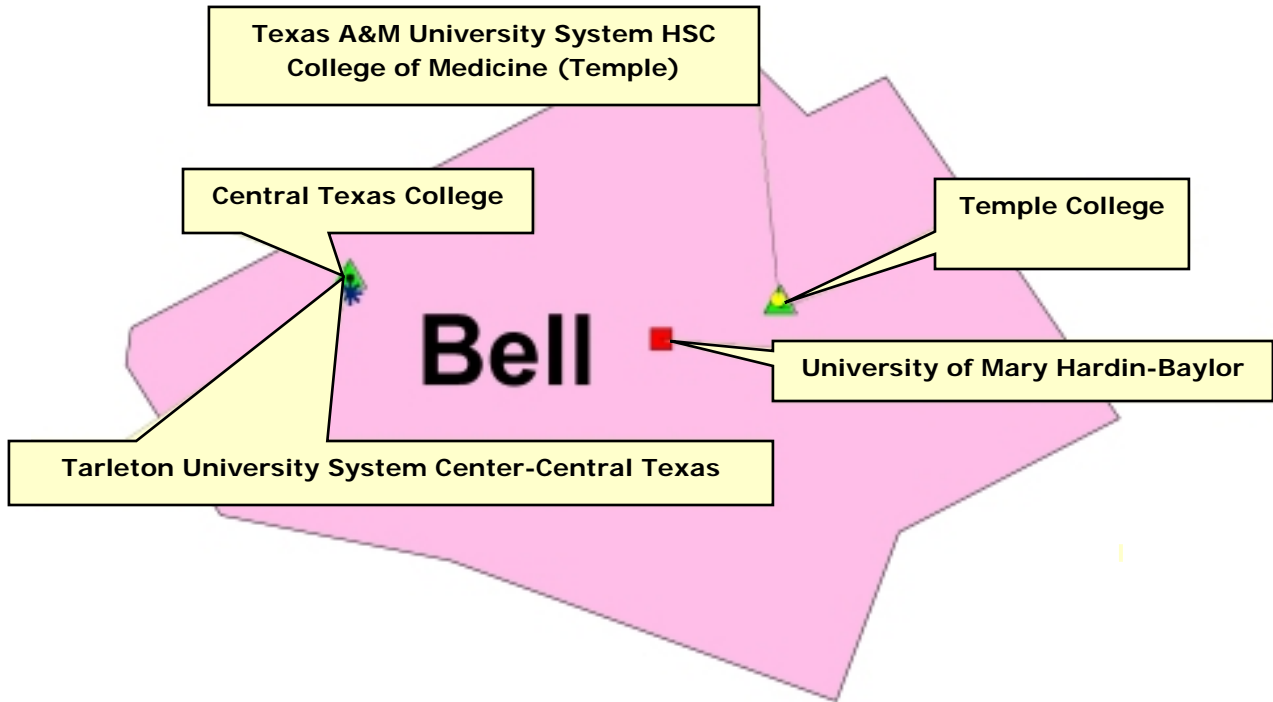 Texas A&M University System HSC
College of Medicine (Temple)
Central Texas College
Temple College
Bell
University of Mary Hardin-Baylor
Tarleton University System Center-Central Texas